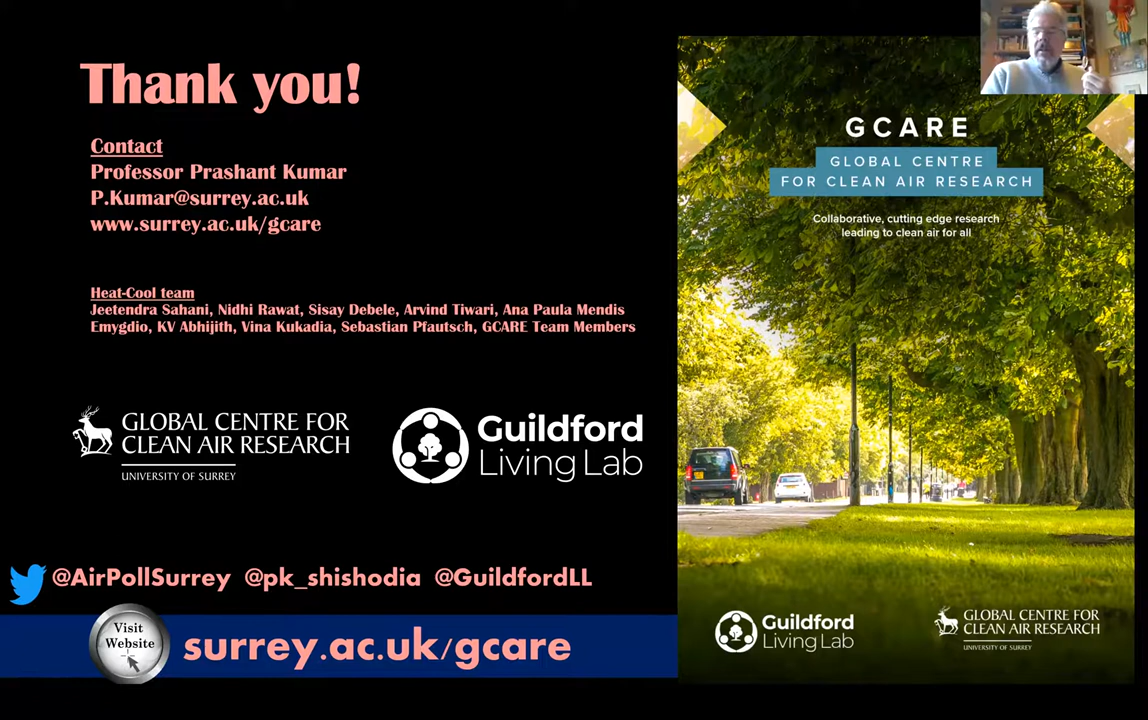 Thank you!
Contact
Professor Prashant Kumar
P.Kumar@surrey.ac.uk
www.surrey.ac.uk/gcare
Heat-Cool team
Jeetendra Sahani, Nidhi Rawat, Sisay Debele, Arvind Tiwari, Ana Paula Mendis
Emygdio, KV Abhijith, Vina Kukadia, Sebastian Pfautsch, GCARE Team Members
GLOBAL CENTRE FOR
CLEAN AIR RESEARCH
UNIVERSITY OF SURREY
Guildford
Living Lab
@AirPollSurrey @pk_shishodia @GuildfordLL
Visit
Website
surrey.ac.uk/gcare
GCARE
GLOBAL CENTRE
FOR CLEAN AIR RESEARCH
Collaborative, cutting edge research
leading to clean air for all
Guildford
Living Lab
GLOBAL CENTRE FOR
CLEAN AIR RESEARCH
UNIVERSITY OF SURREY